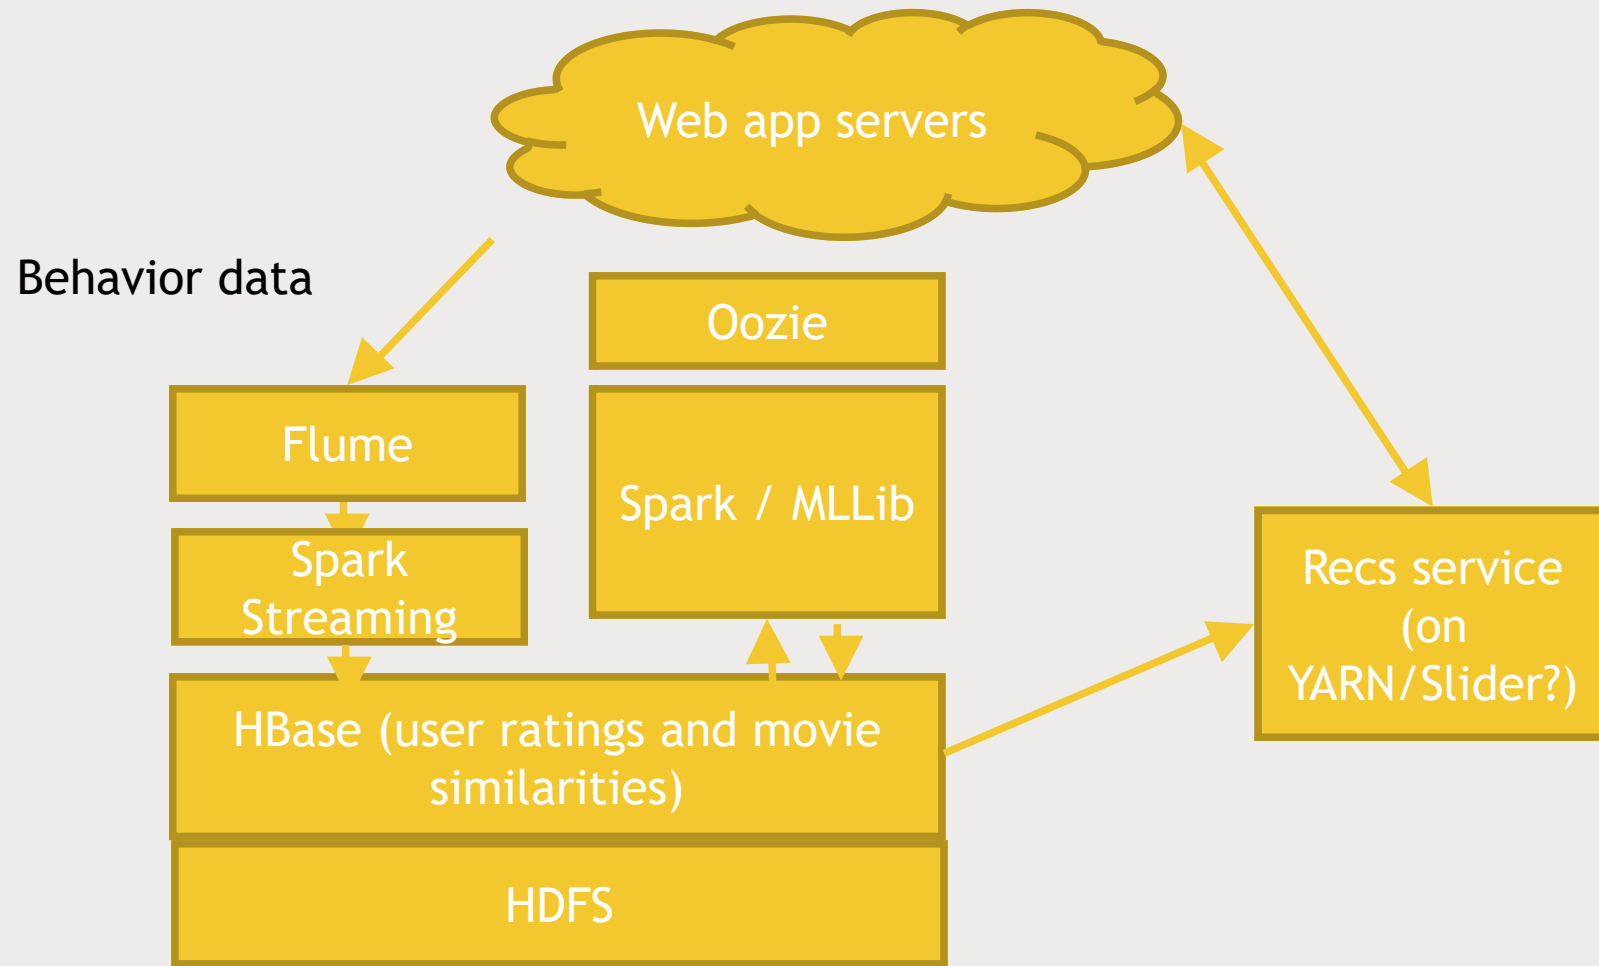 Web app servers
Behavior data
Oozie
Flume
Spark / MLLib
Spark
Streaming
Recs service
(on
YARN/Slider?)
HBase (user ratings and movie
similarities)
HDFS